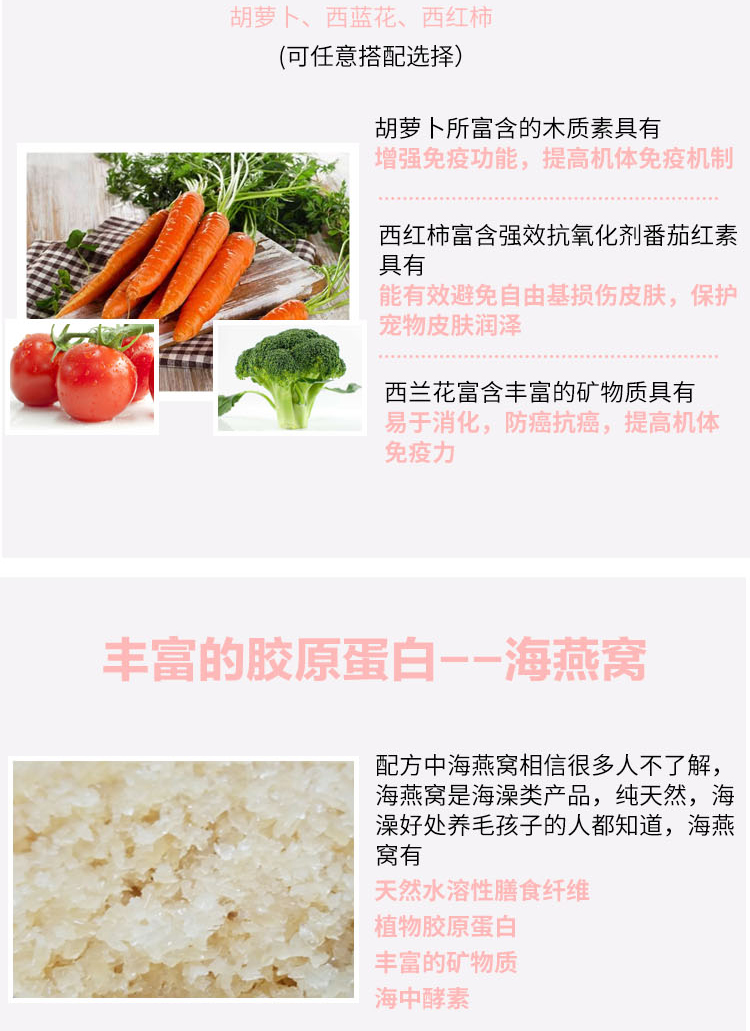 胡萝卜、西蓝花、西红柿
(可任意搭配选择）
胡萝卜所富含的木质素具有
增强免疫功能，提高机体免疫机制
西红柿富含强效抗氧化剂番茄红素
具有
能有效避免自由基损伤皮肤，保护
宠物皮肤润泽
西兰花富含丰富的矿物质具有
易于消化，防癌抗癌，提高机体
免疫力
丰富的胶原蛋白——海燕窝
配方中海燕窝相信很多人不了解，
海燕窝是海澡类产品，纯天然，海
澡好处养毛孩子的人都知道，海燕
窝有
天然水溶性膳食纤维
植物胶原蛋白
丰富的矿物质
海中酵素